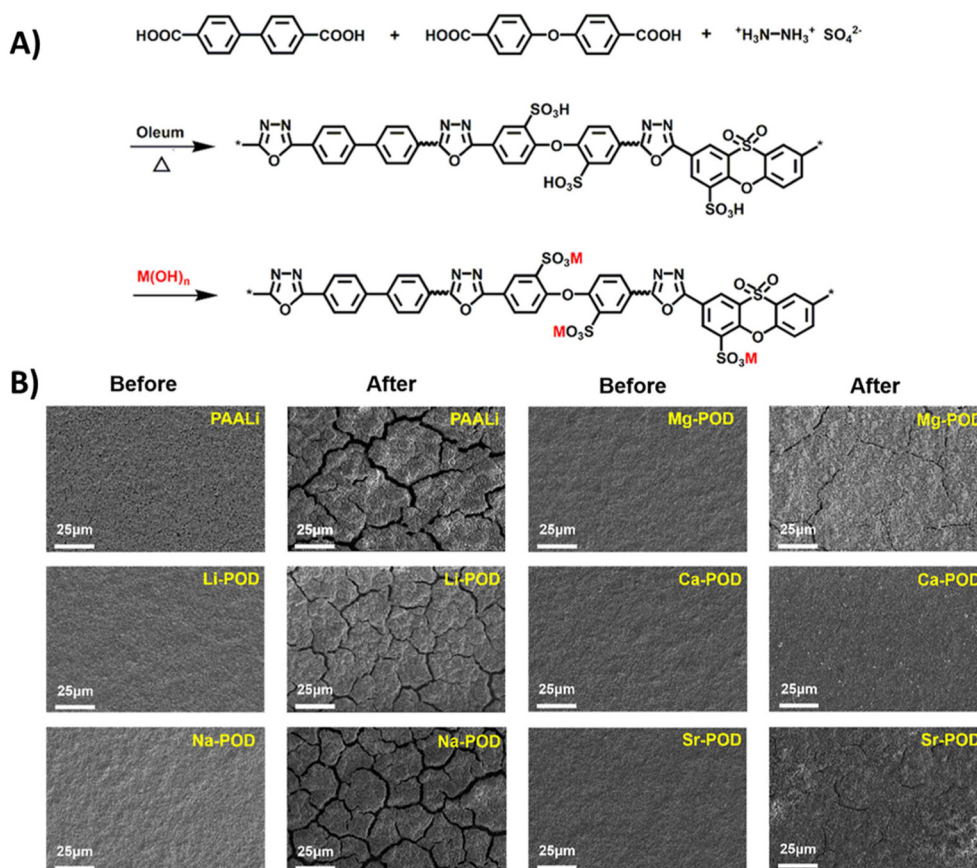 A)
HOOC COOH + HOOC O COOH + ⁺H₃N–NH₃⁺ SO₄²⁻
Oleum
△
* N N O N N O SO₃H O HO₃S N N O O O S O SO₃H *
M(OH)ₙ
* N N O N N O SO₃M O MO₃S N N O O O S O SO₃M *
B)
Before After Before After
PAALi PAALi Mg-POD Mg-POD
25μm 25μm 25μm 25μm
Li-POD Li-POD Ca-POD Ca-POD
25μm 25μm 25μm 25μm
Na-POD Na-POD Sr-POD Sr-POD
25μm 25μm 25μm 25μm